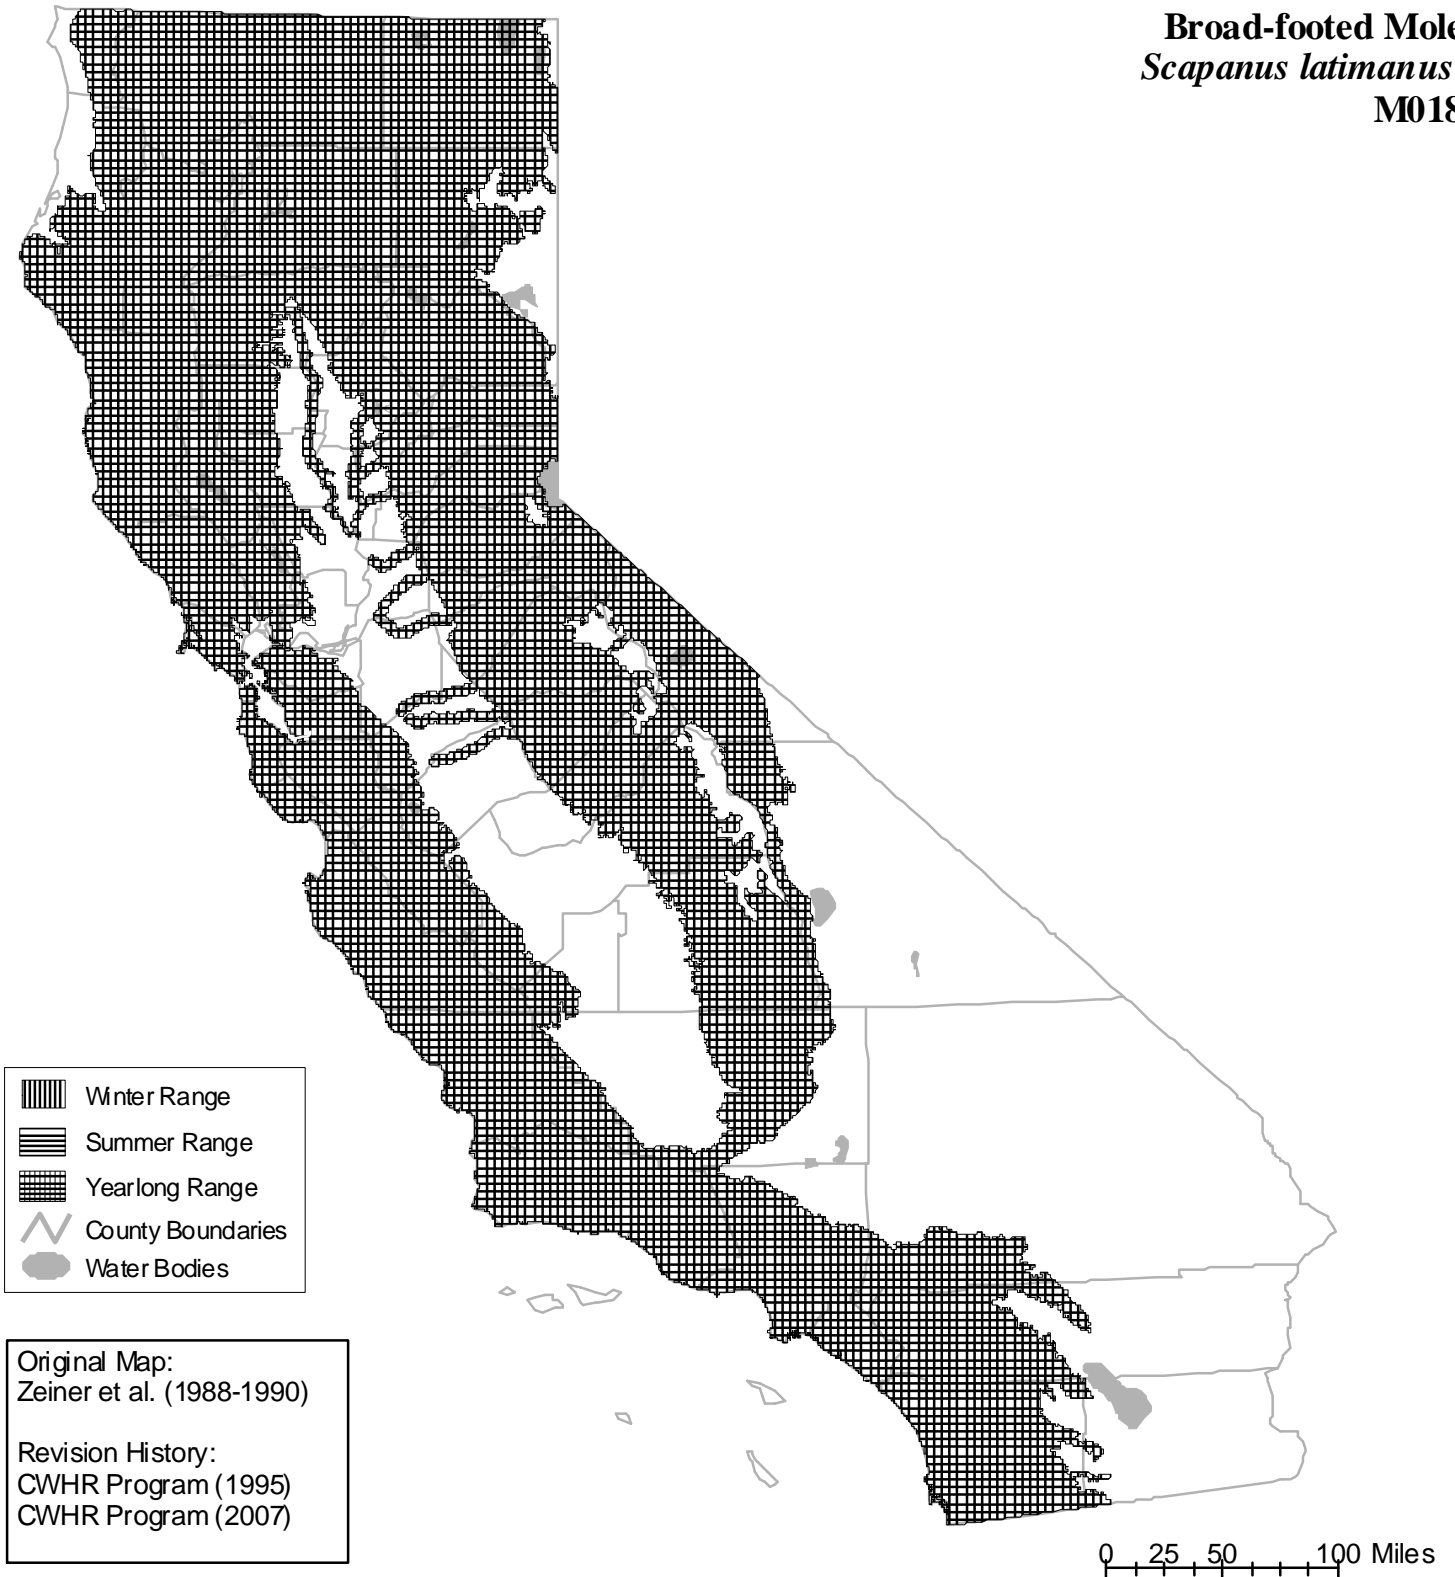 Broad-footed Mole
Scapanus latimanus
M018
Winter Range
Summer Range
Yearlong Range
County Boundaries
Water Bodies
Original Map:
Zeiner et al. (1988-1990)
Revision History:
CWHR Program (1995)
CWHR Program (2007)
0 25 50 100 Miles